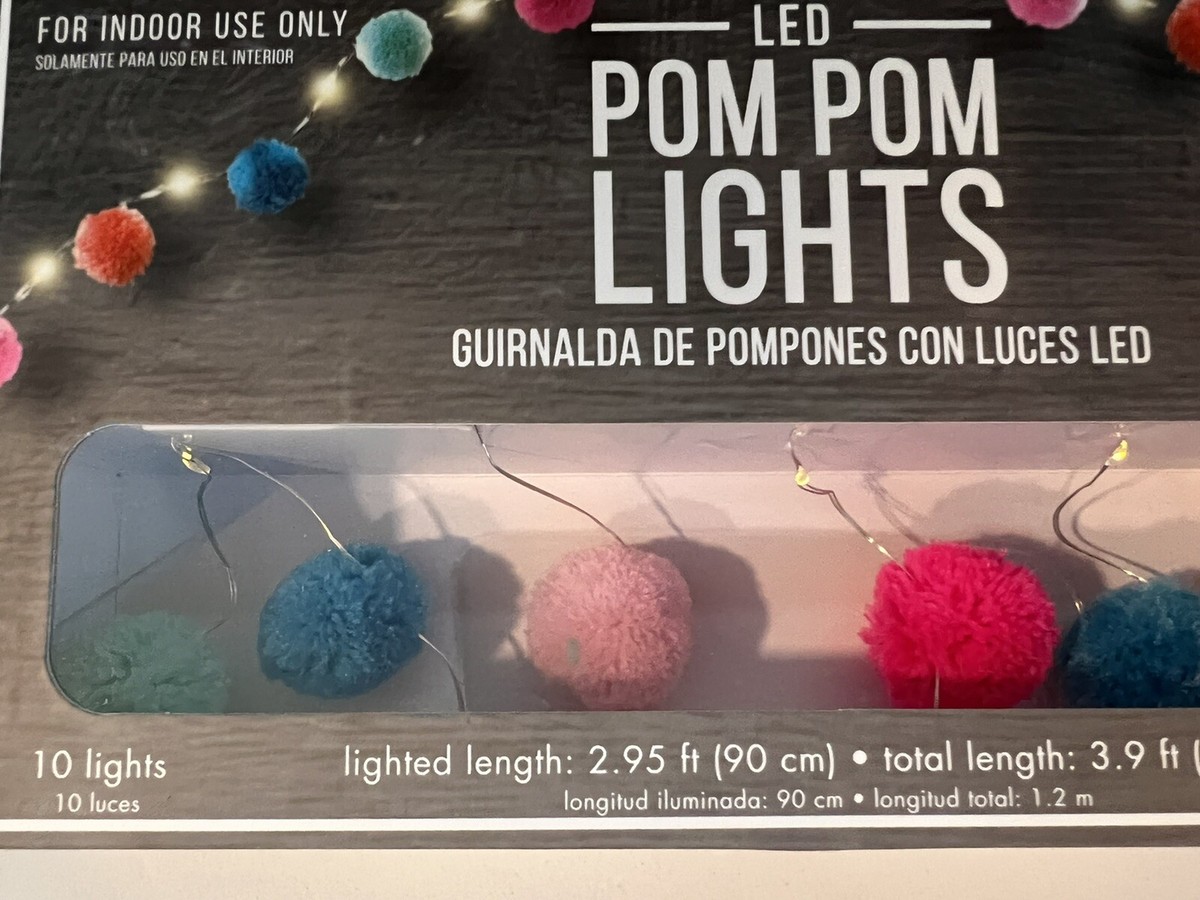 FOR INDOOR USE ONLY
SOLAMENTE PARA USO EN EL INTERIOR
LED
POM POM
LIGHTS
GUIRNALDA DE POMPONES CON LUCES LED
10 lights
10 luces
lighted length: 2.95 ft (90 cm) • total length: 3.9 ft (
longitud iluminada: 90 cm • longitud total: 1.2 m